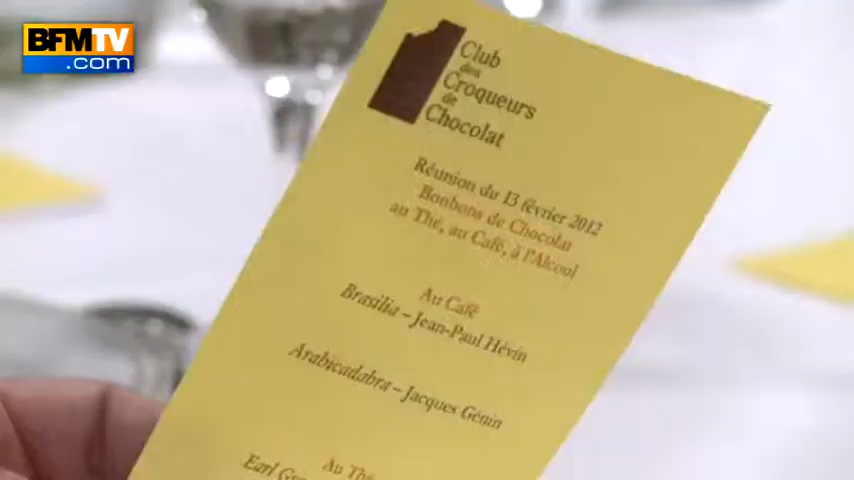 BFMTV
.com
Club
des
Croqueurs
de
Chocolat
Réunion du 13 février 2012
Bonbons de Chocolat
au Thé, au Café, à l'Alcool
Au Café
Brasilia – Jean-Paul Hévin
Arabicadabra – Jacques Génin
Au Thé
Earl